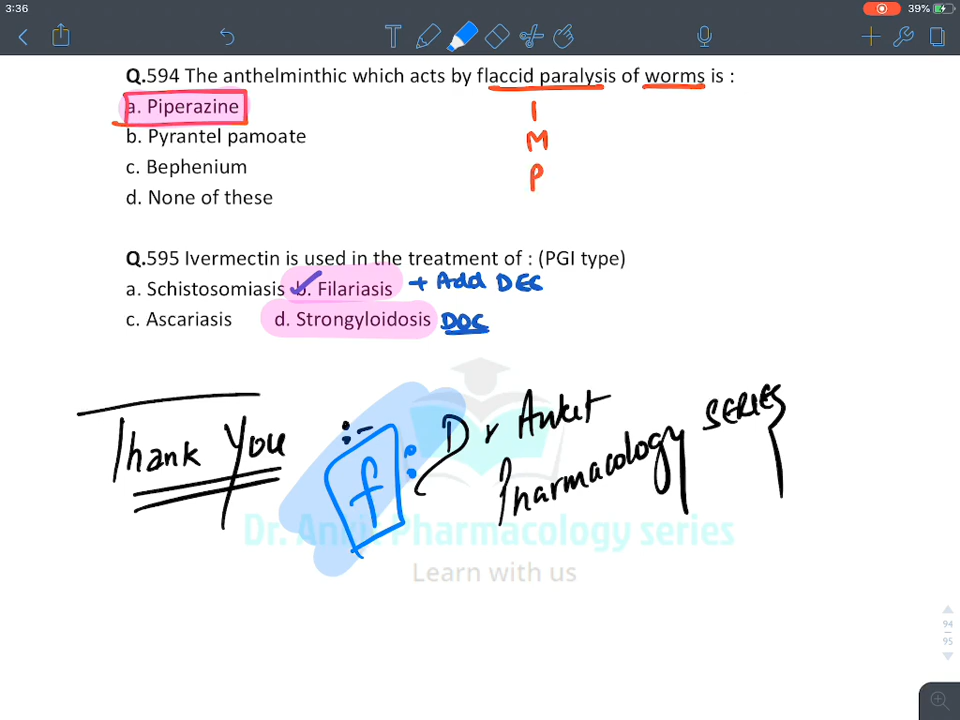 3:36
39%
T
Q.594 The anthelminthic which acts by flaccid paralysis of worms is :
a. Piperazine
I
b. Pyrantel pamoate
M
c. Bephenium
P
d. None of these
Q.595 Ivermectin is used in the treatment of : (PGI type)
a. Schistosomiasis b. Filariasis + Add DEC
c. Ascariasis d. Strongyloidosis DOC
Thank You :- f : Dr Ankit
Pharmacology SERIES
Dr. Ankit Pharmacology series
Learn with us
94
95